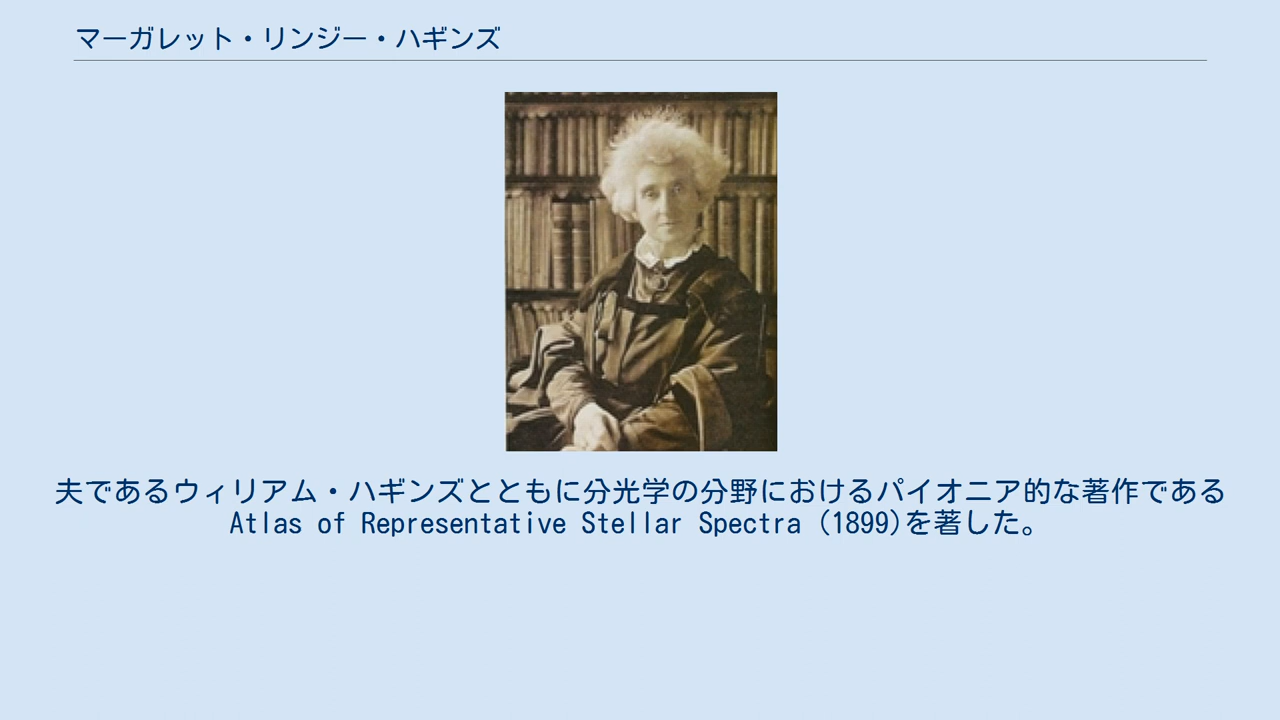 マーガレット・リンジー・ハギンズ
夫であるウィリアム・ハギンズとともに分光学の分野におけるパイオニア的な著作である
Atlas of Representative Stellar Spectra (1899)を著した。